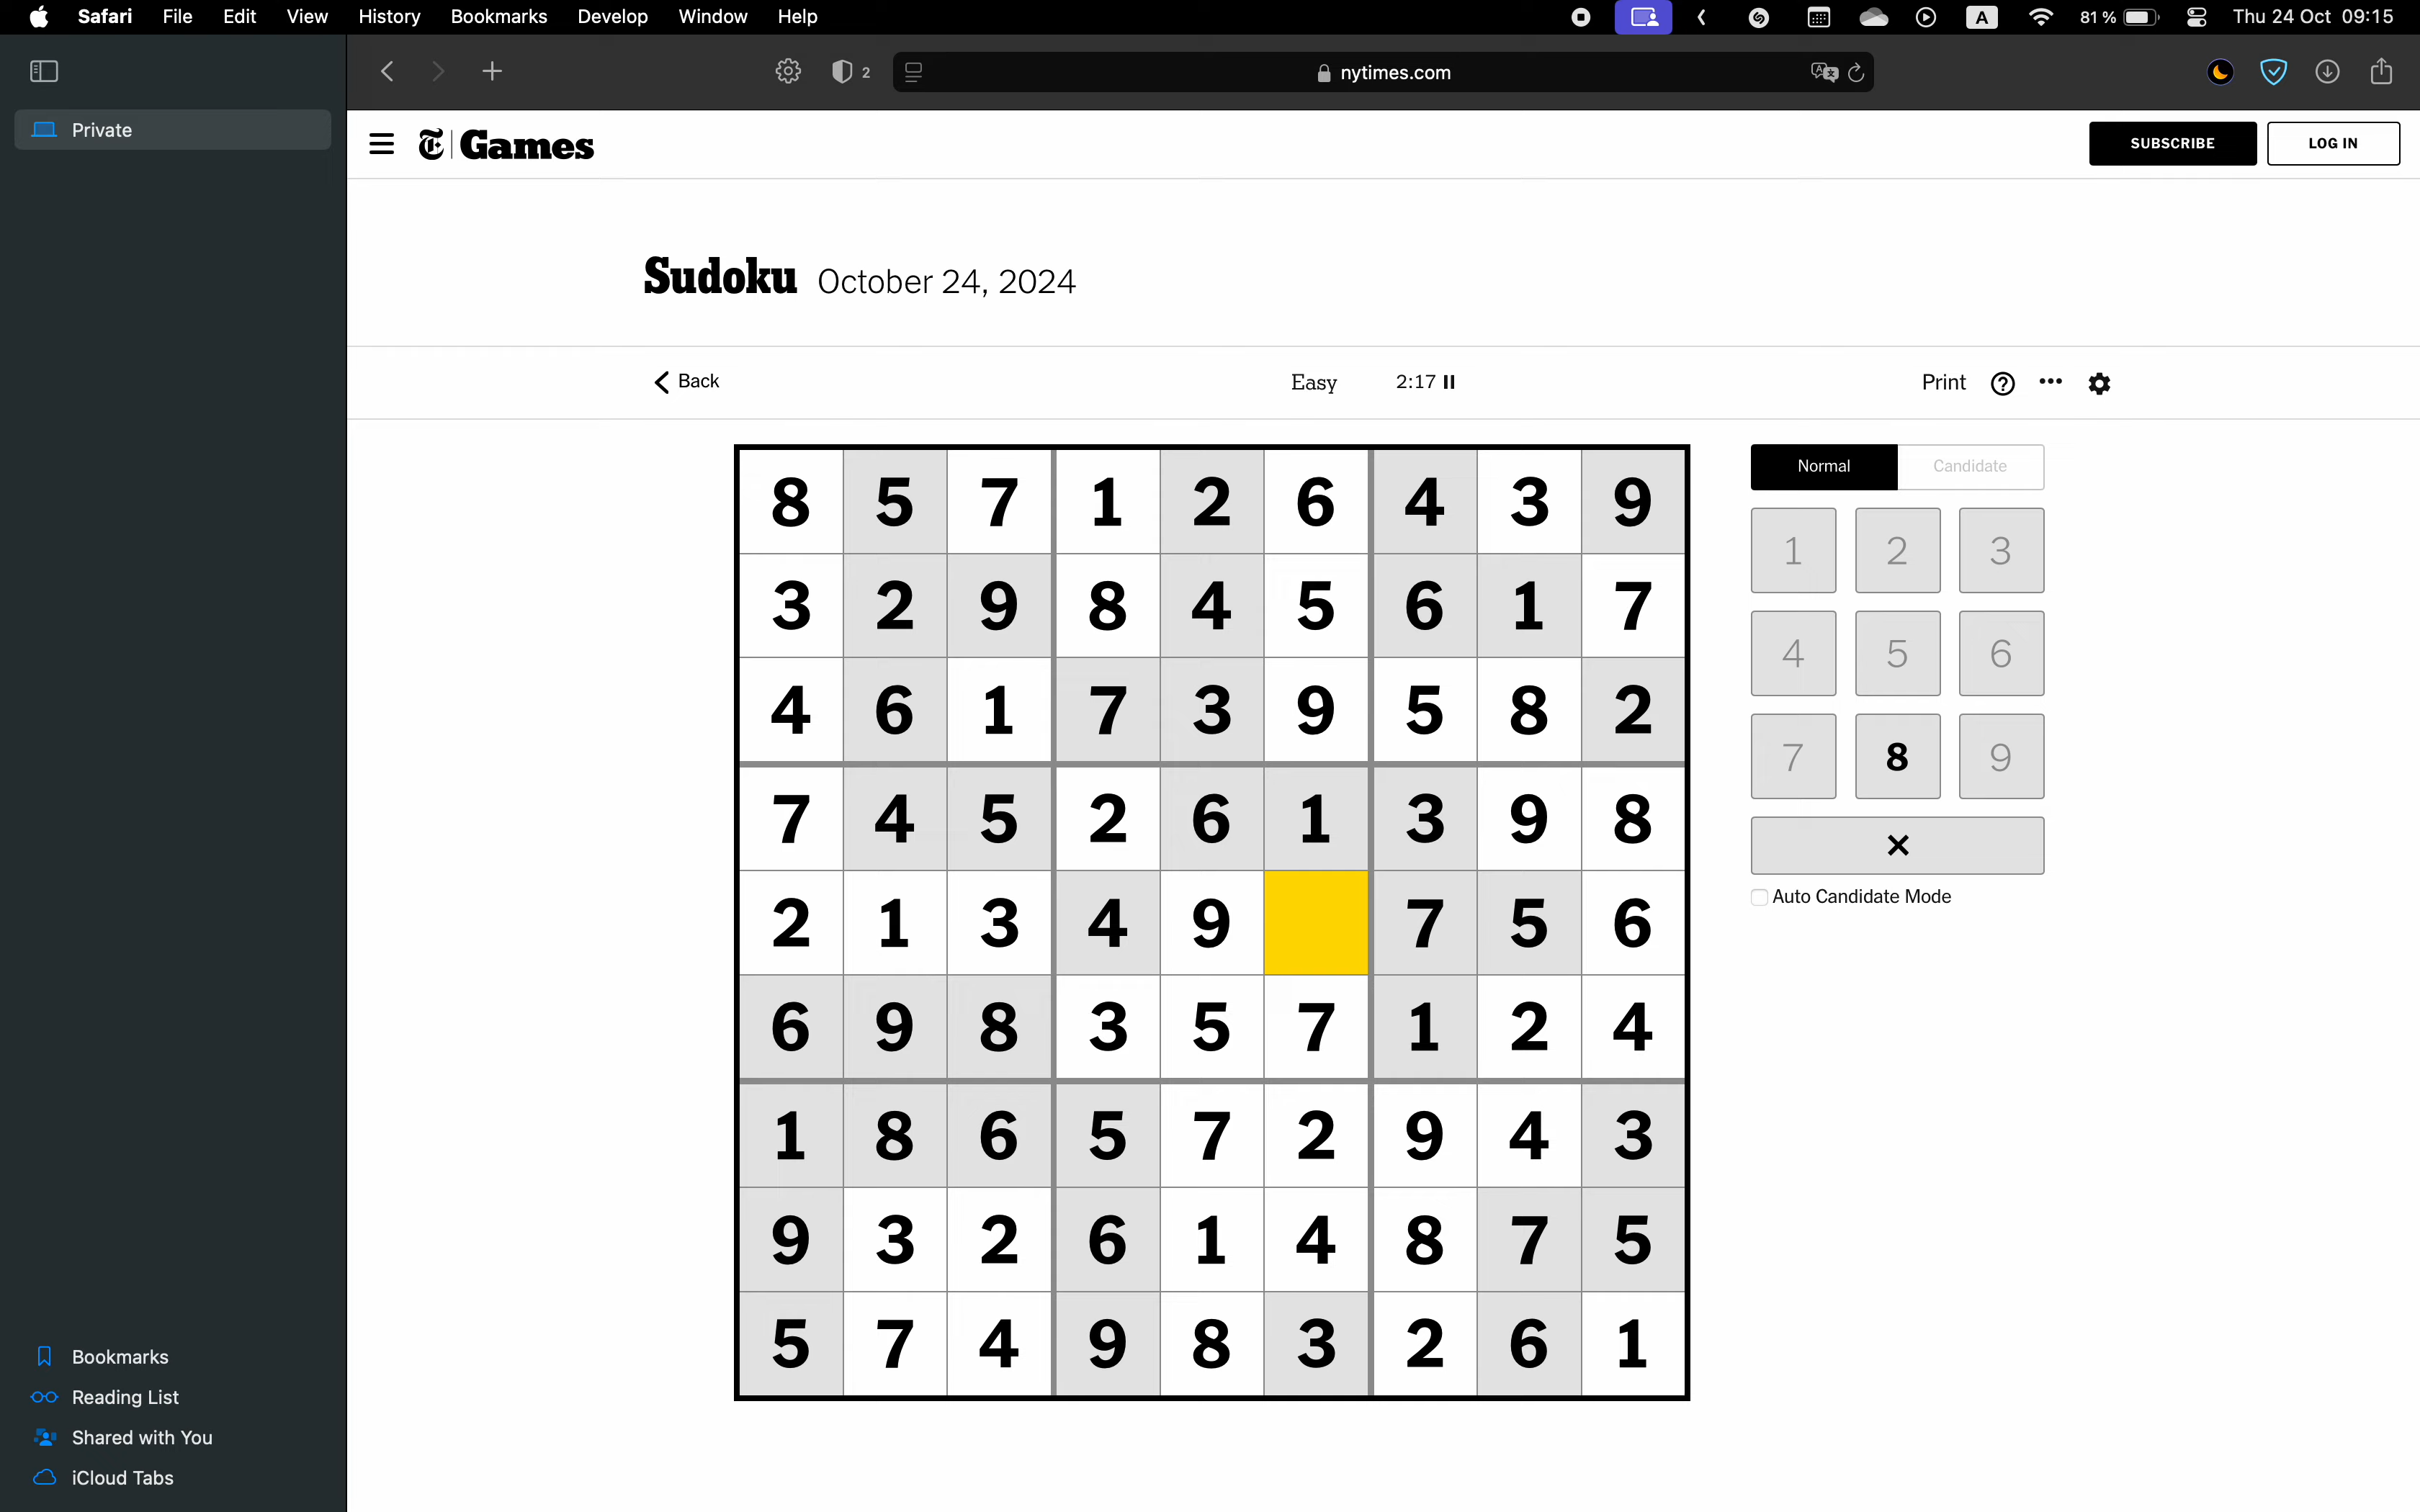 Safari File Edit View History Bookmarks Develop Window Help A 81 % Thu 24 Oct 09:15
2 nytimes.com
Private
T Games SUBSCRIBE LOG IN
Sudoku October 24, 2024
Back Easy 2:17 Print
Normal Candidate
8 5 7 1 2 6 4 3 9
3 2 9 8 4 5 6 1 7
4 6 1 7 3 9 5 8 2
7 4 5 2 6 1 3 9 8
2 1 3 4 9 7 5 6
6 9 8 3 5 7 1 2 4
1 8 6 5 7 2 9 4 3
9 3 2 6 1 4 8 7 5
5 7 4 9 8 3 2 6 1
1 2 3
4 5 6
7 8 9
Auto Candidate Mode
Bookmarks
Reading List
Shared with You
iCloud Tabs